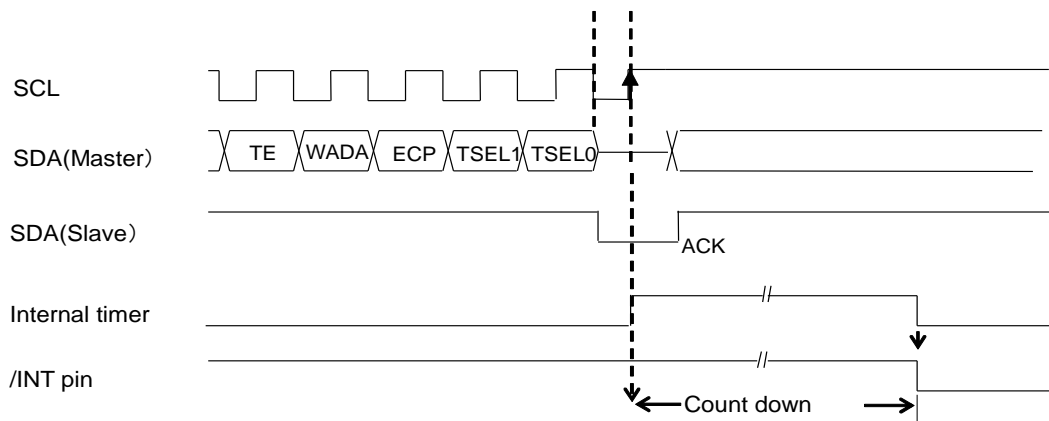 SCL
SDA(Master）
TE WADA ECP TSEL1 TSEL0
SDA(Slave）
ACK
Internal timer
//
/INT pin
//
Count down